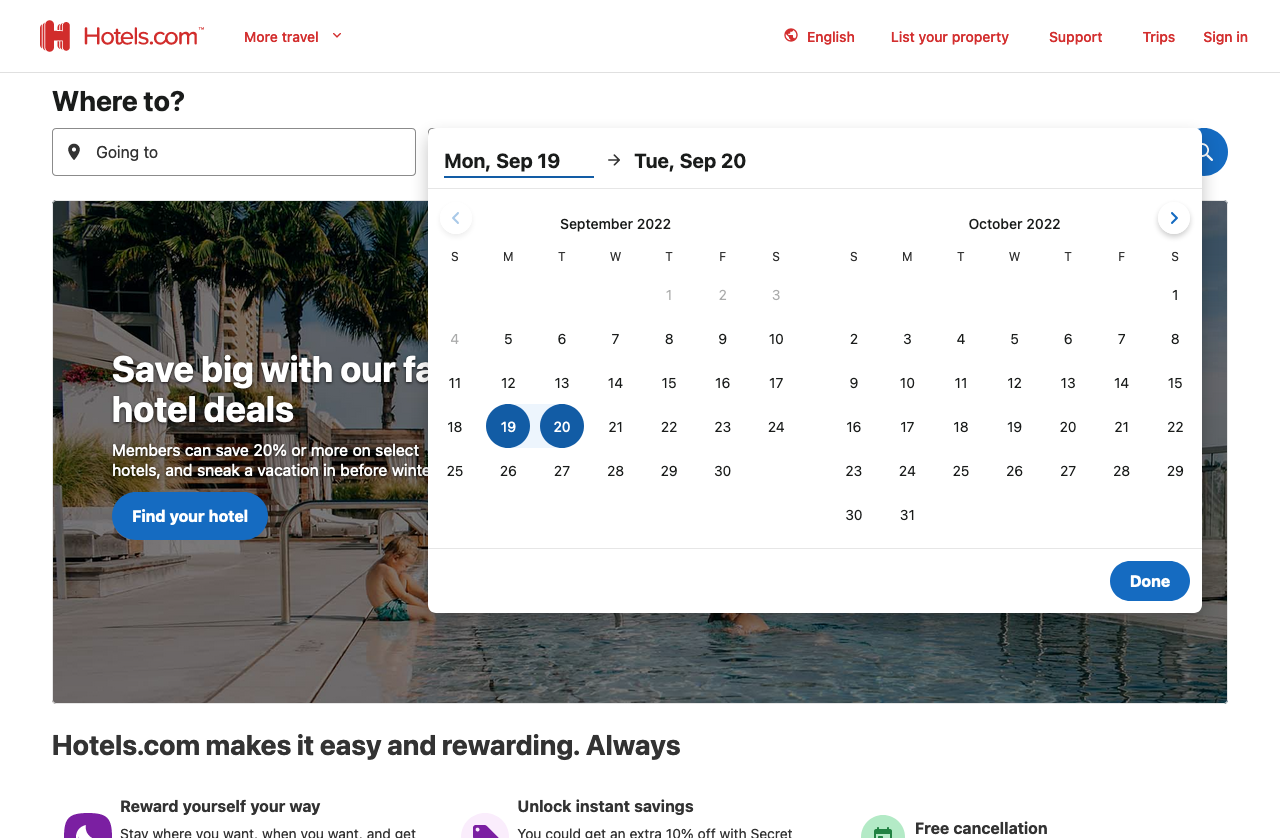 Hotels.com™
More travel
English
List your property
Support
Trips
Sign in
Where to?
Going to
Mon, Sep 19
Tue, Sep 20
September 2022
S M T W T F S
1 2 3
4 5 6 7 8 9 10
11 12 13 14 15 16 17
18 19 20 21 22 23 24
25 26 27 28 29 30
October 2022
S M T W T F S
1
2 3 4 5 6 7 8
9 10 11 12 13 14 15
16 17 18 19 20 21 22
23 24 25 26 27 28 29
30 31
Done
Save big with our fa
hotel deals
Members can save 20% or more on select
hotels, and sneak a vacation in before winte
Find your hotel
Hotels.com makes it easy and rewarding. Always
Reward yourself your way
Stay where you want, when you want, and get
Unlock instant savings
You could get an extra 10% off with Secret
Free cancellation